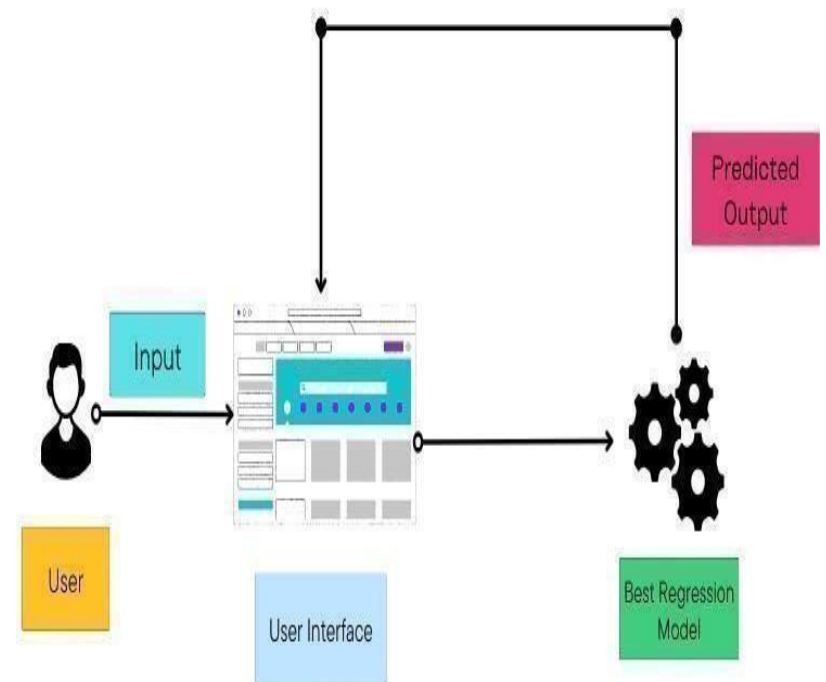 Predicted
Output
Input
User
User Interface
Best Regression
Model